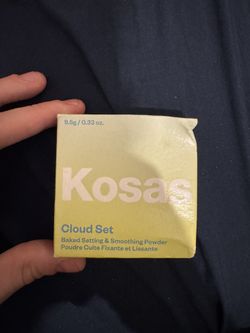 9.5g / 0.33 oz.
Kosas
Cloud Set
Baked Setting & Smoothing Powder
Poudre Cuite Fixante et Lissante